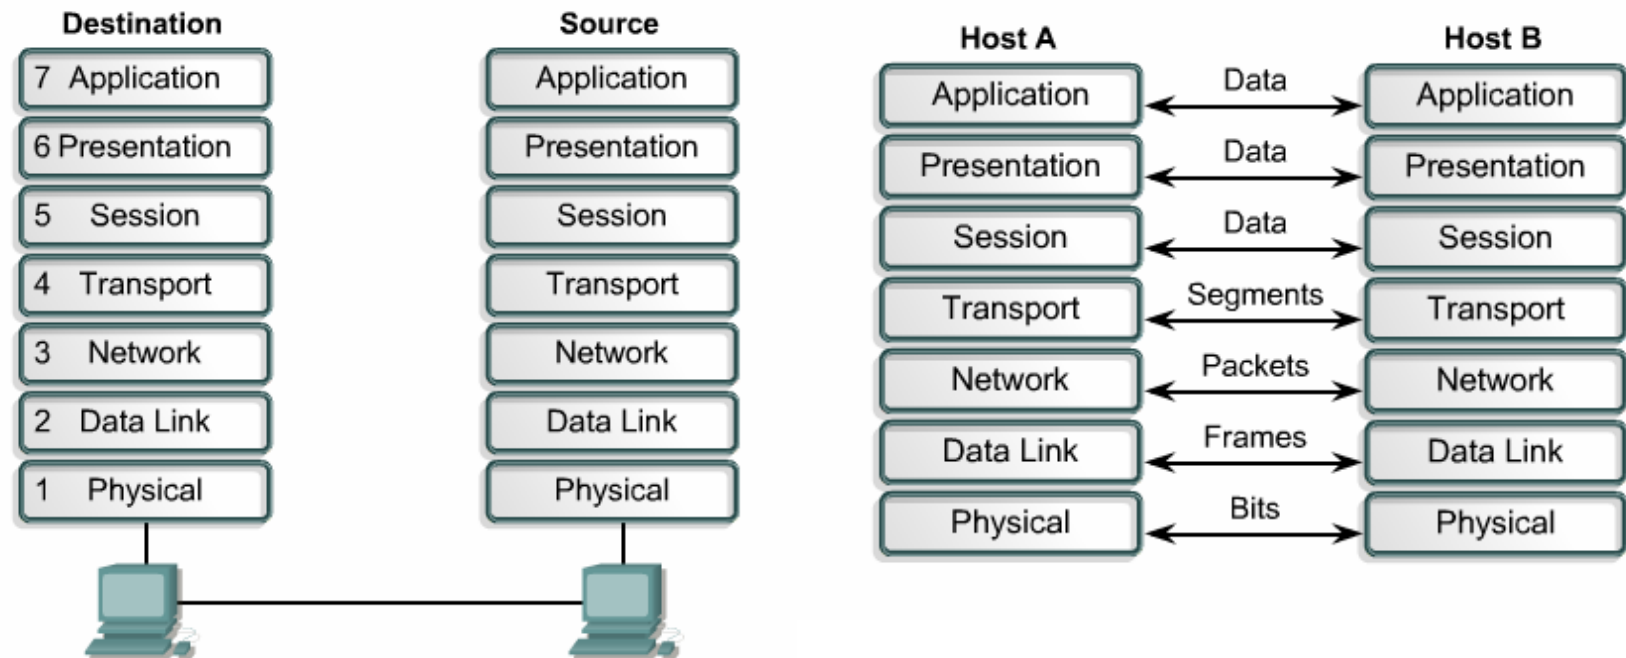 Destination
7 Application
6 Presentation
5 Session
4 Transport
3 Network
2 Data Link
1 Physical
Source
Application
Presentation
Session
Transport
Network
Data Link
Physical
Host A
Application
Presentation
Session
Transport
Network
Data Link
Physical
Data
Data
Data
Segments
Packets
Frames
Bits
Host B
Application
Presentation
Session
Transport
Network
Data Link
Physical